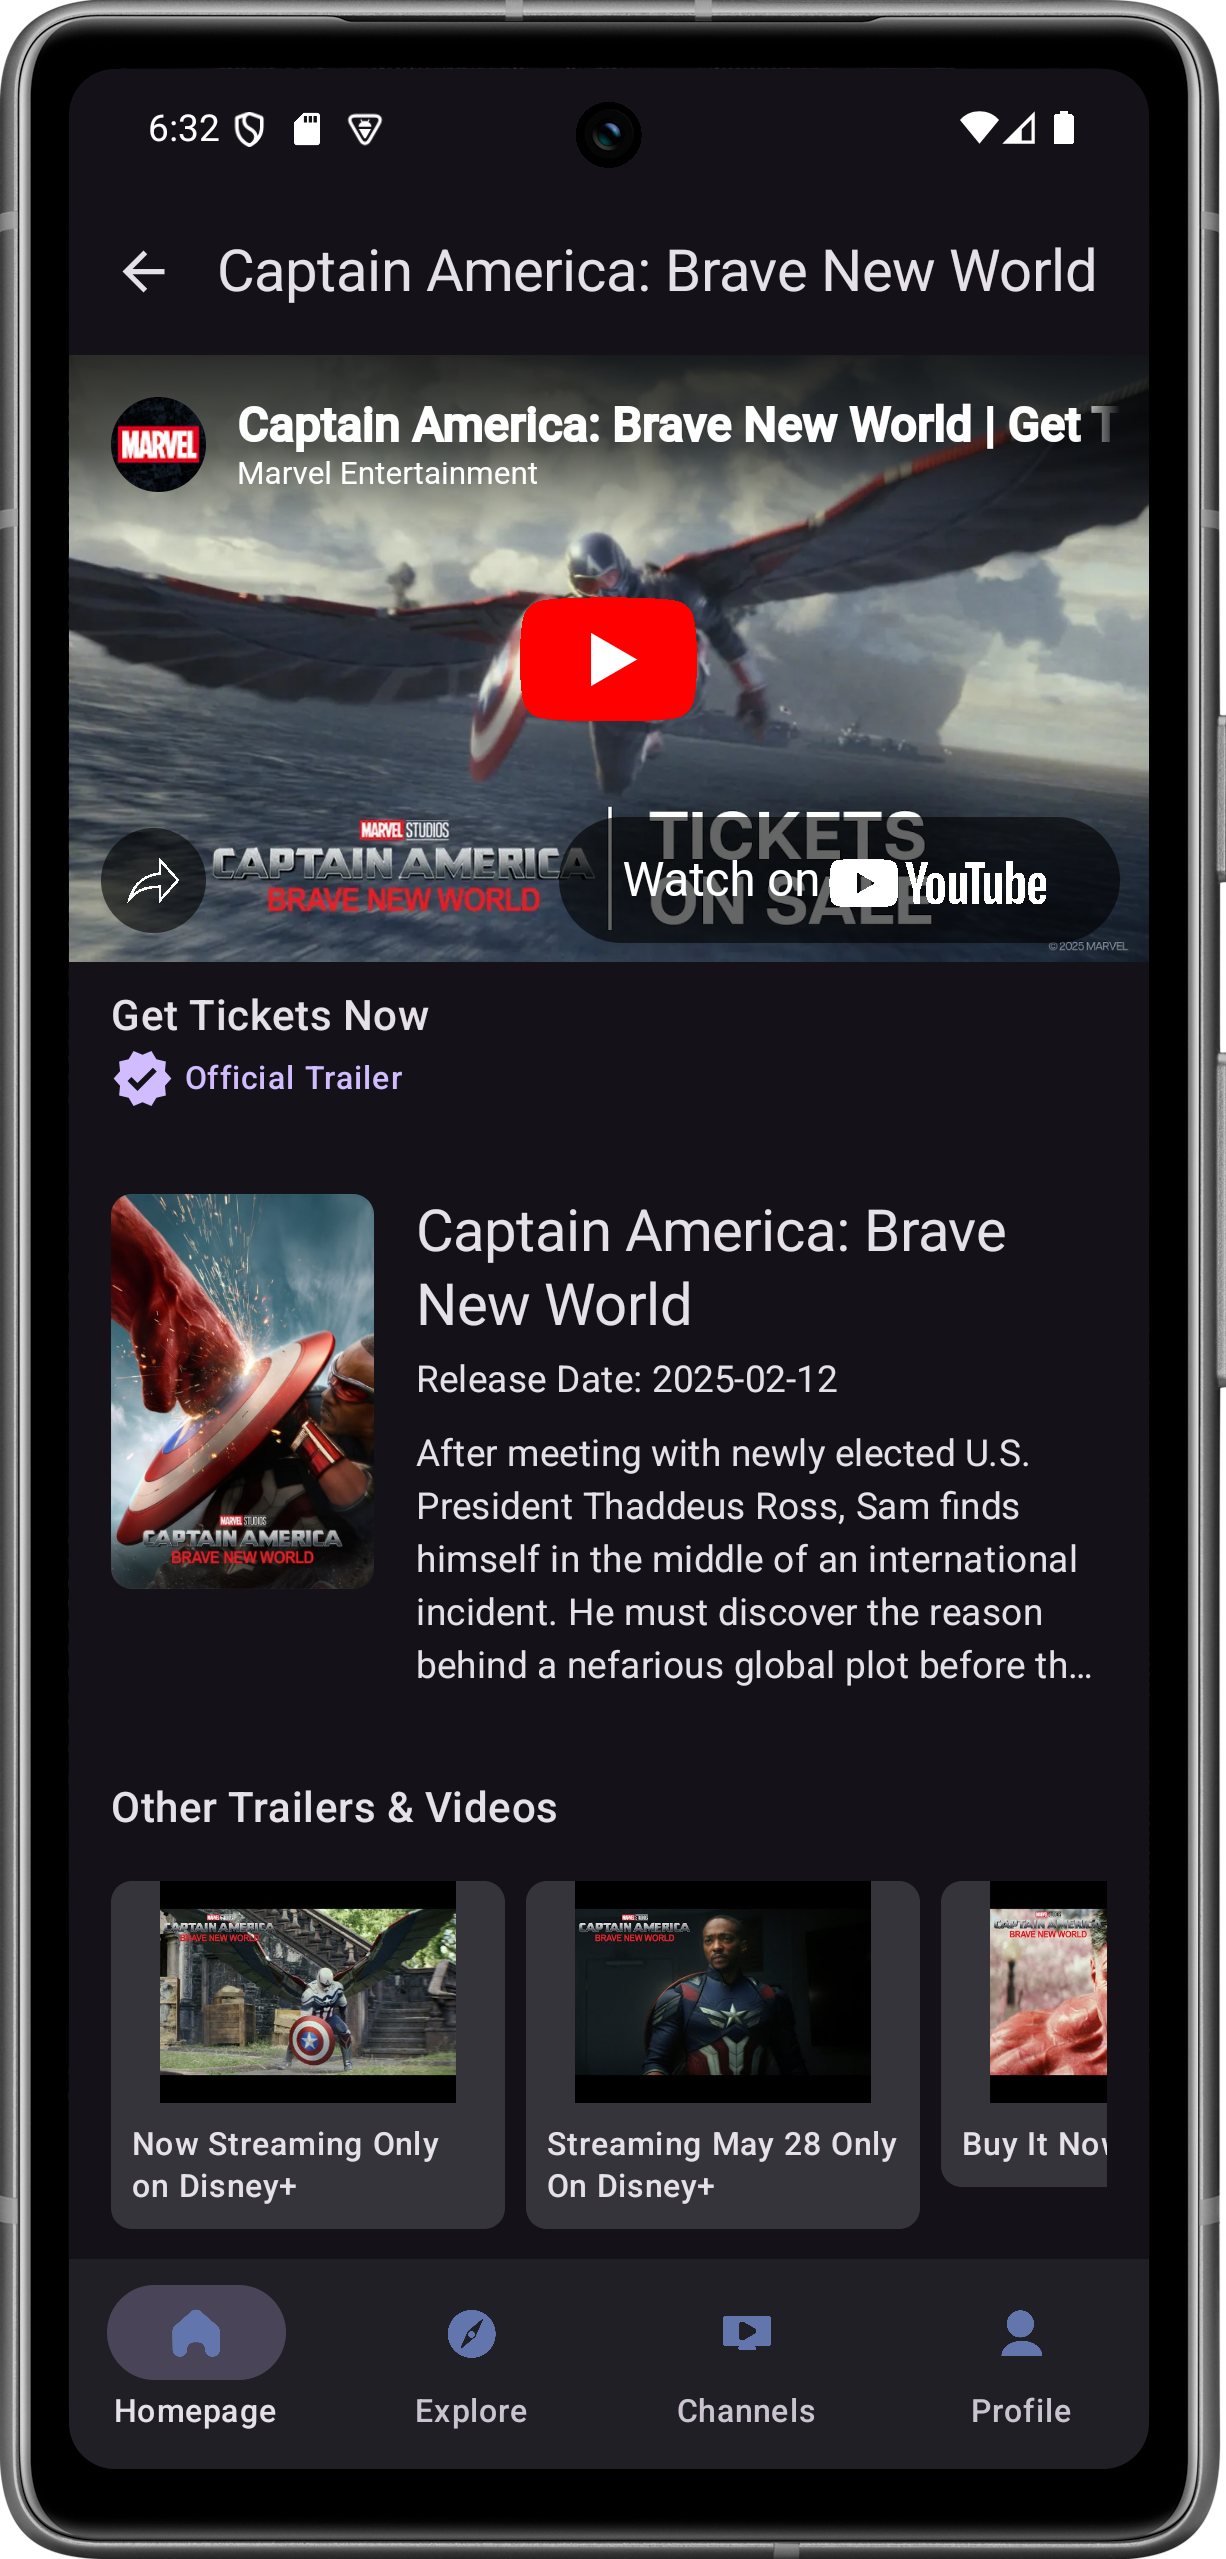 6:32
Captain America: Brave New World
MARVEL
Captain America: Brave New World | Get T
Marvel Entertainment
MARVEL STUDIOS
CAPTAIN AMERICA
BRAVE NEW WORLD
TICKETS
ON SALE
Watch on YouTube
© 2025 MARVEL
Get Tickets Now
Official Trailer
MARVEL STUDIOS
CAPTAIN AMERICA
BRAVE NEW WORLD
Captain America: Brave
New World
Release Date: 2025-02-12
After meeting with newly elected U.S.
President Thaddeus Ross, Sam finds
himself in the middle of an international
incident. He must discover the reason
behind a nefarious global plot before th…
Other Trailers & Videos
CAPTAIN AMERICA
BRAVE NEW WORLD
Now Streaming Only
on Disney+
CAPTAIN AMERICA
BRAVE NEW WORLD
Streaming May 28 Only
On Disney+
CAPTAIN AMERICA
BRAVE NEW WORLD
Buy It Now
Homepage
Explore
Channels
Profile